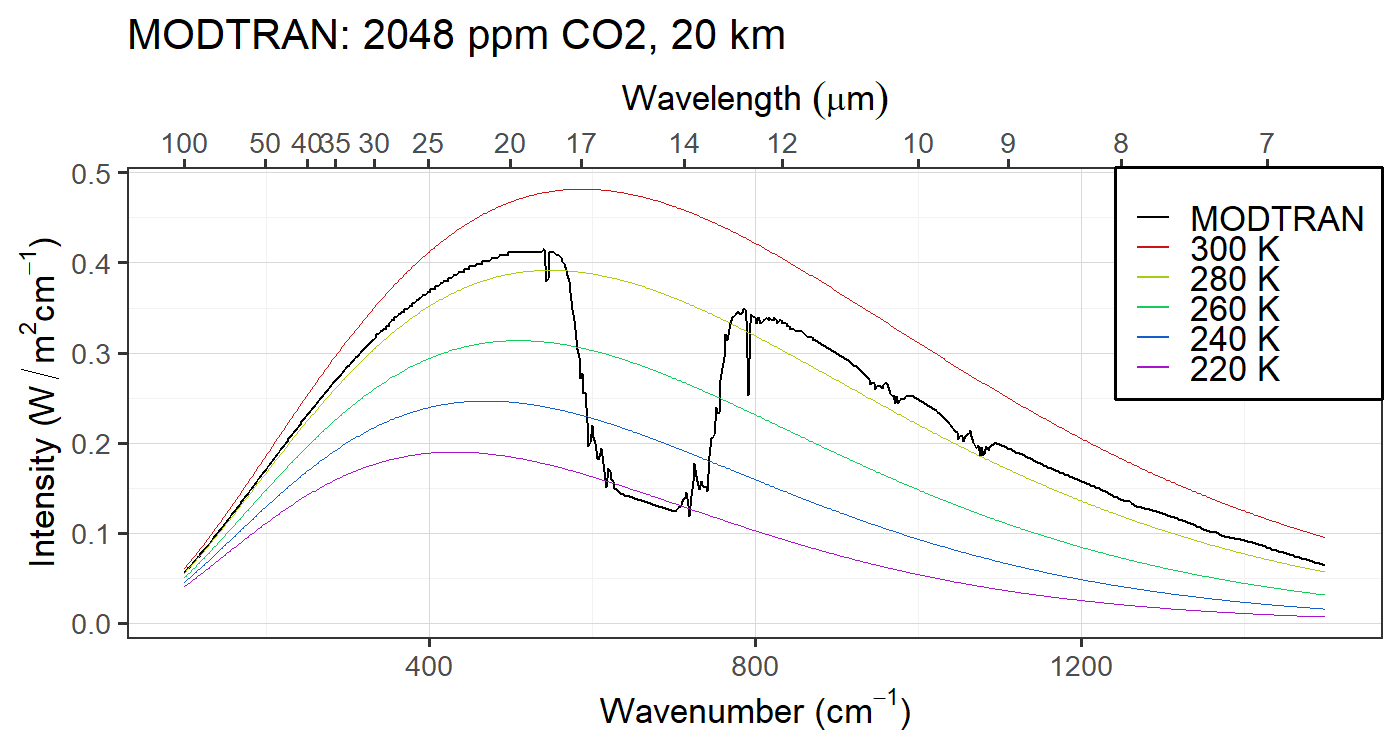 MODTRAN: 2048 ppm CO2, 20 km
Wavelength (μm)
100 50 40 35 30 25 20 17 14 12 10 9 8 7
0.5
0.4
0.3
0.2
0.1
0.0
Intensity (W / m²cm⁻¹)
MODTRAN
300 K
280 K
260 K
240 K
220 K
400 800 1200
Wavenumber (cm⁻¹)